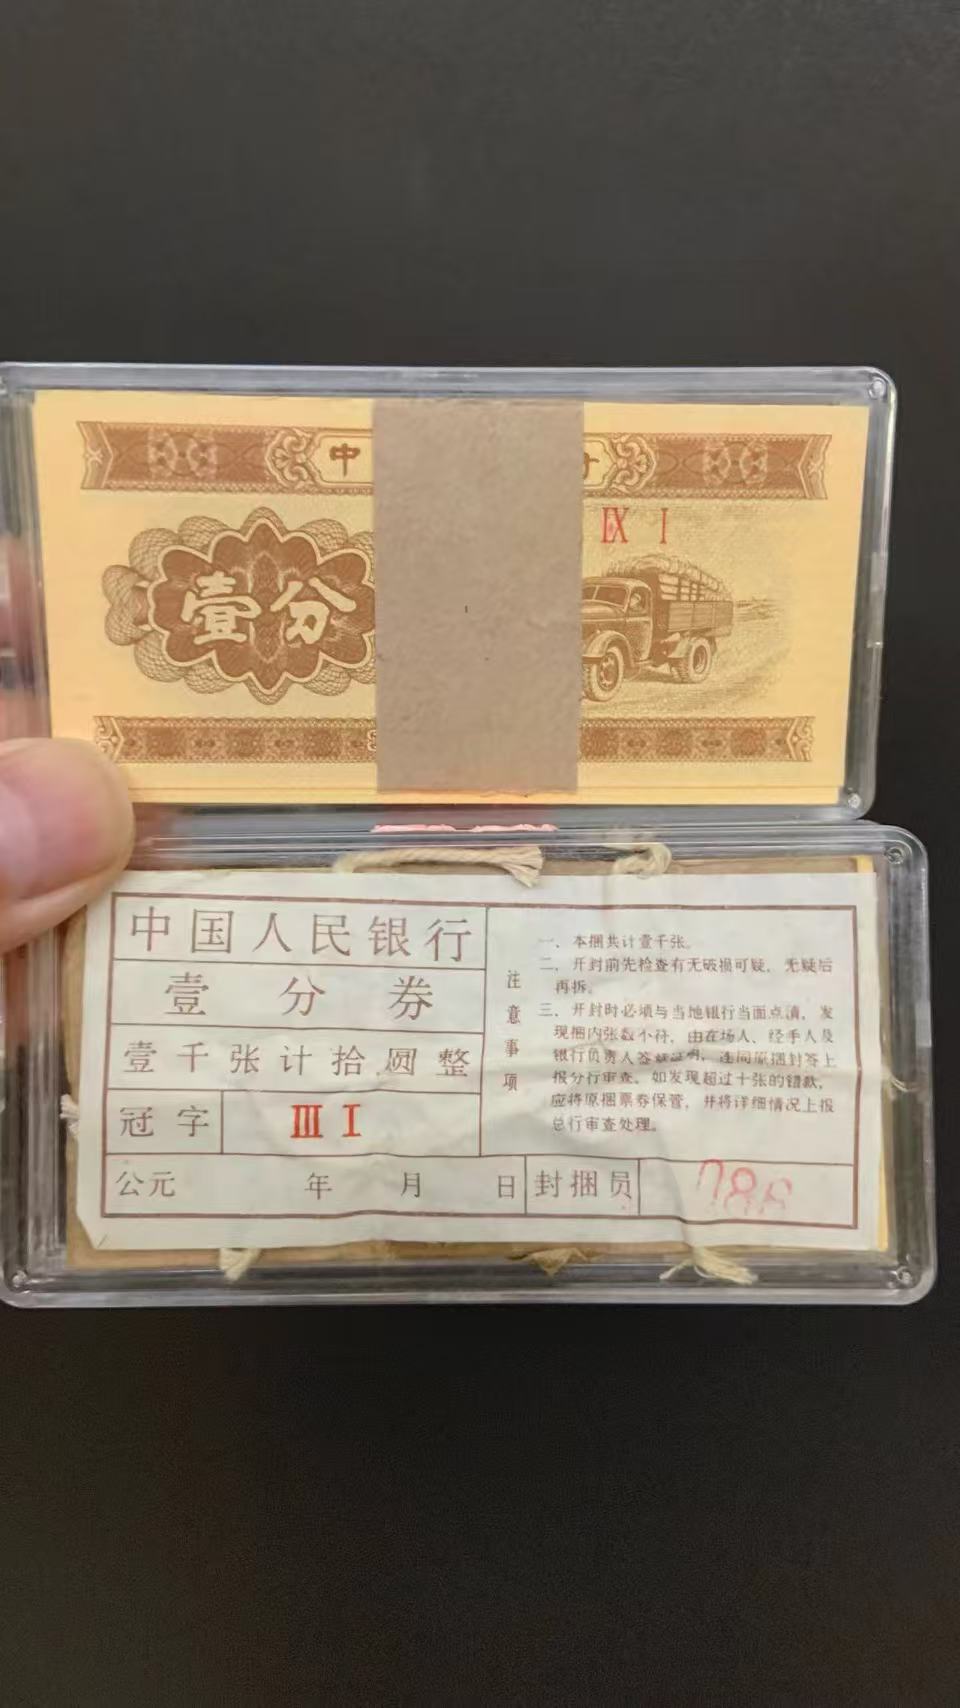 中
行
ⅠⅩ Ⅰ
壹分
中国人民银行
壹分券
壹千张计拾圆整
冠字 ⅠⅠⅠ Ⅰ
公元 年 月 日 封捆员 788
注意事项
一、本捆共计壹千张。
二、开封前先检查有无破损可疑，无疑后
再拆。
三、开封时必须与当地银行当面点清，发
现捆内张数不符，由在场人、经手人及
银行负责人签章证明，连同原捆封签上
报分行审查。如发现超过十张的错款，
应将原捆票券保管，并将详细情况上报
总行审查处理。